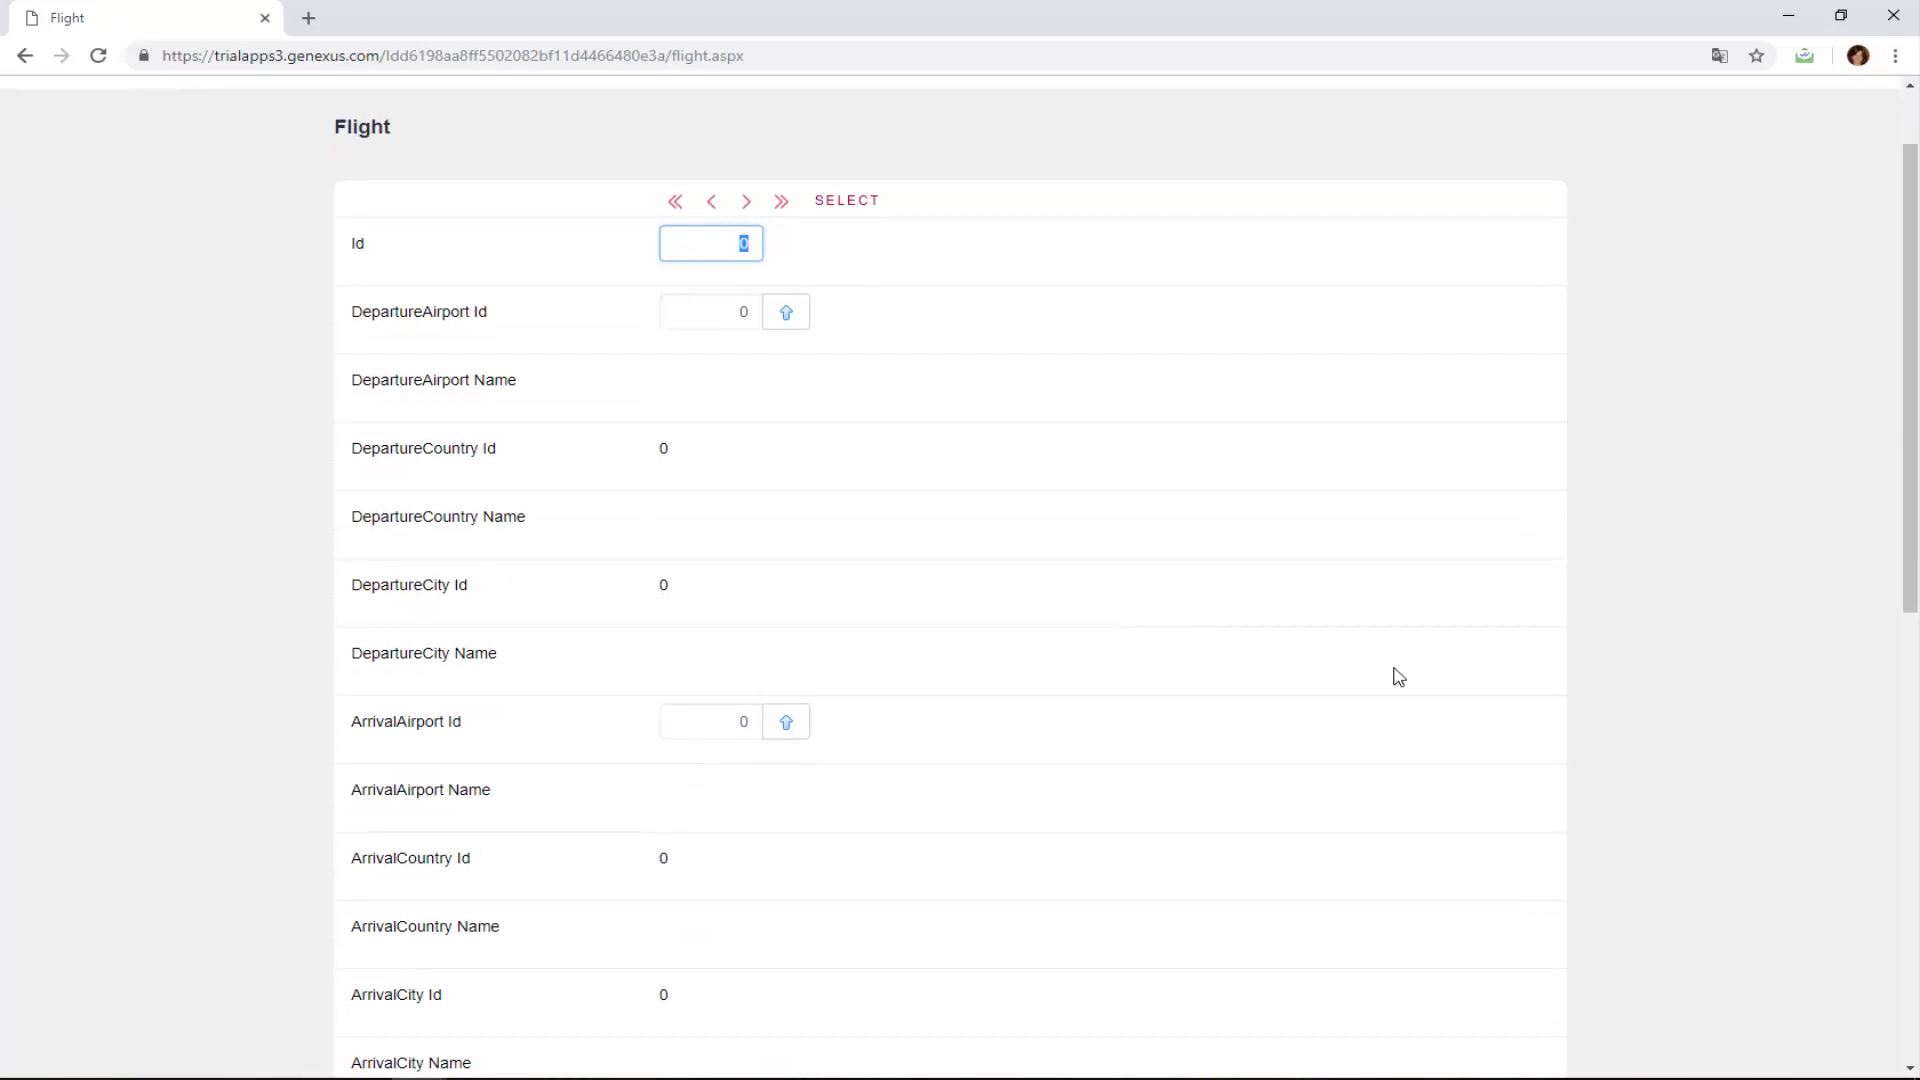 Flight
https://trialapps3.genexus.com/Idd6198aa8ff5502082bf11d4466480e3a/flight.aspx
Flight
SELECT
Id 0
DepartureAirport Id 0
DepartureAirport Name
DepartureCountry Id 0
DepartureCountry Name
DepartureCity Id 0
DepartureCity Name
ArrivalAirport Id 0
ArrivalAirport Name
ArrivalCountry Id 0
ArrivalCountry Name
ArrivalCity Id 0
ArrivalCity Name